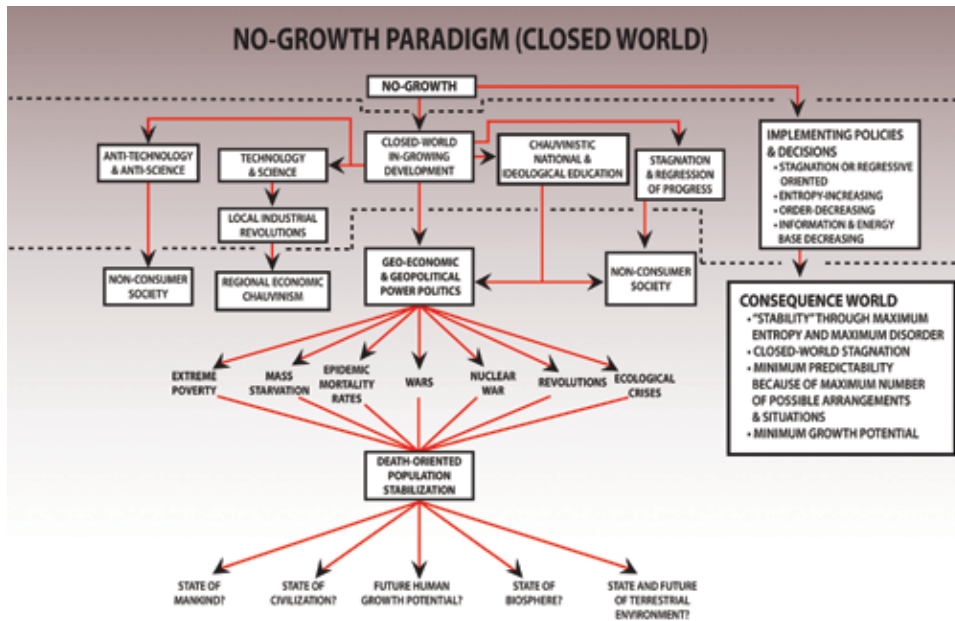 NO-GROWTH PARADIGM (CLOSED WORLD)
NO-GROWTH
ANTI-TECHNOLOGY
& ANTI-SCIENCE
TECHNOLOGY
& SCIENCE
CLOSED-WORLD
IN-GROWING
DEVELOPMENT
CHAUVINISTIC
NATIONAL &
IDEOLOGICAL EDUCATION
STAGNATION
& REGRESSION
OF PROGRESS
IMPLEMENTING POLICIES
& DECISIONS
• STAGNATION OR REGRESSIVE
ORIENTED
• ENTROPY-INCREASING
• ORDER-DECREASING
• INFORMATION & ENERGY
BASE DECREASING
LOCAL INDUSTRIAL
REVOLUTIONS
NON-CONSUMER
SOCIETY
REGIONAL ECONOMIC
CHAUVINISM
GEO-ECONOMIC
& GEOPOLITICAL
POWER POLITICS
NON-CONSUMER
SOCIETY
CONSEQUENCE WORLD
• "STABILITY" THROUGH MAXIMUM
ENTROPY AND MAXIMUM DISORDER
• CLOSED-WORLD STAGNATION
• MINIMUM PREDICTABILITY
BECAUSE OF MAXIMUM NUMBER
OF POSSIBLE ARRANGEMENTS
& SITUATIONS
• MINIMUM GROWTH POTENTIAL
EXTREME
POVERTY
MASS
STARVATION
EPIDEMIC
MORTALITY
RATES
WARS
NUCLEAR
WAR
REVOLUTIONS
ECOLOGICAL
CRISES
DEATH-ORIENTED
POPULATION
STABILIZATION
STATE OF
MANKIND?
STATE OF
CIVILIZATION?
FUTURE HUMAN
GROWTH POTENTIAL?
STATE OF
BIOSPHERE?
STATE AND FUTURE
OF TERRESTRIAL
ENVIRONMENT?